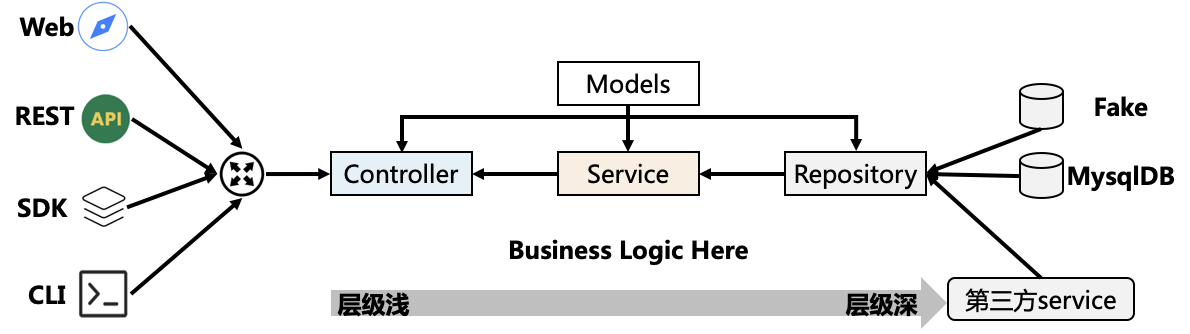 Web
REST
API
SDK
CLI
Models
Controller
Service
Repository
Fake
MysqlDB
Business Logic Here
层级浅
层级深
第三方service